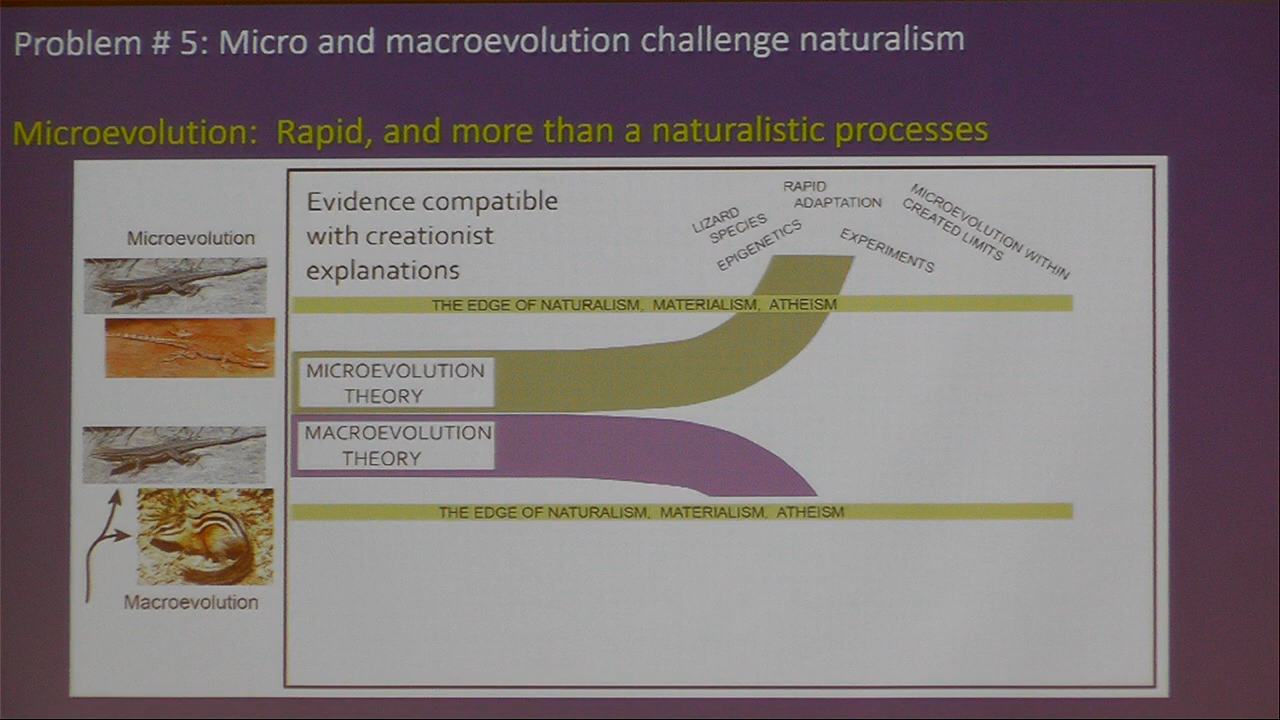 Problem # 5: Micro and macroevolution challenge naturalism
Microevolution: Rapid, and more than a naturalistic processes
Microevolution
Evidence compatible
with creationist
explanations
LIZARD
SPECIES
EPIGENETICS
RAPID
ADAPTATION
EXPERIMENTS
MICROEVOLUTION WITHIN
CREATED LIMITS
THE EDGE OF NATURALISM, MATERIALISM, ATHEISM
MICROEVOLUTION
THEORY
MACROEVOLUTION
THEORY
THE EDGE OF NATURALISM, MATERIALISM, ATHEISM
Macroevolution